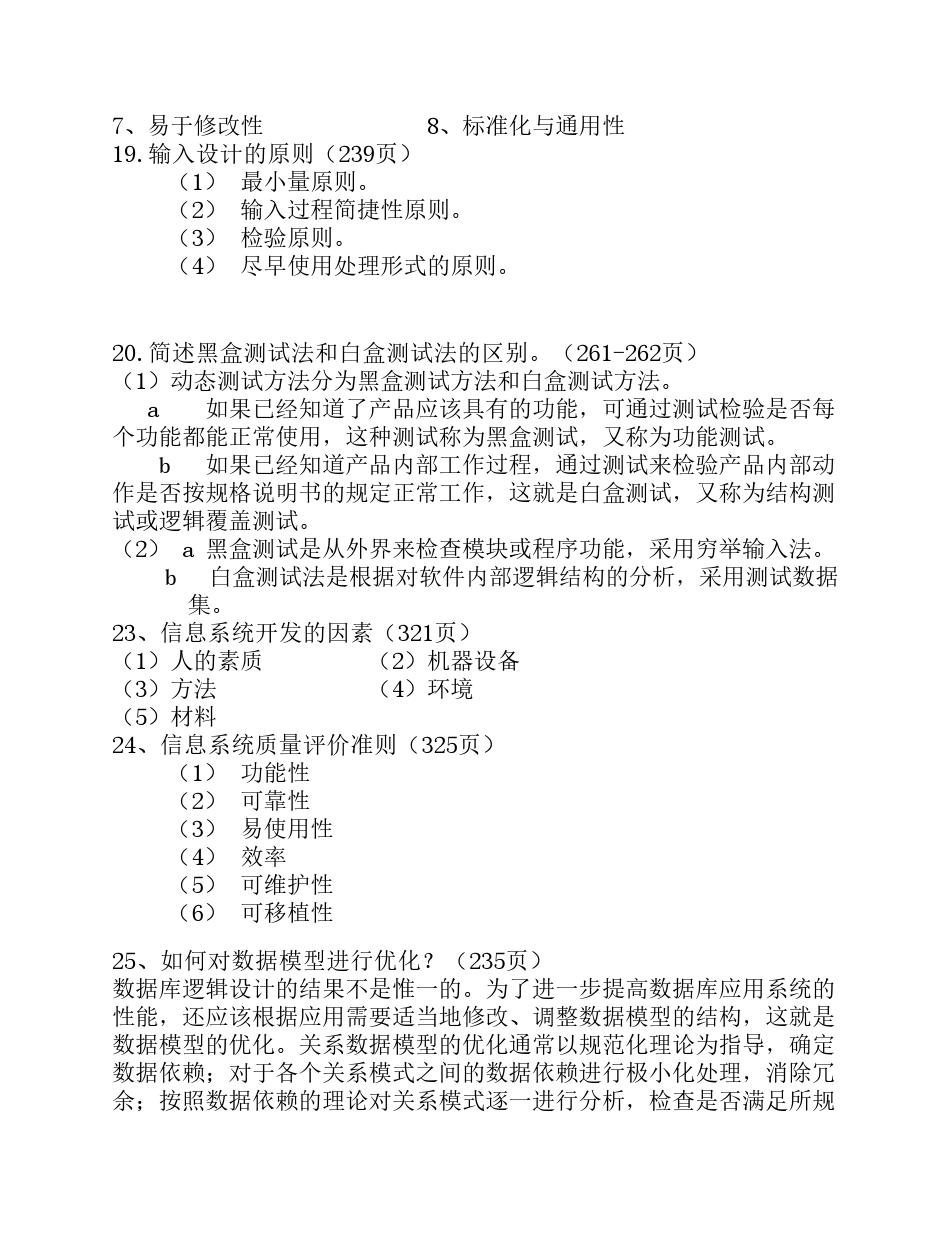 7、易于修改性 8、标准化与通用性
19.输入设计的原则（239页）
（1） 最小量原则。
（2） 输入过程简捷性原则。
（3） 检验原则。
（4） 尽早使用处理形式的原则。
20.简述黑盒测试法和白盒测试法的区别。（261-262页）
（1）动态测试方法分为黑盒测试方法和白盒测试方法。
a 如果已经知道了产品应该具有的功能，可通过测试检验是否每
个功能都能正常使用，这种测试称为黑盒测试，又称为功能测试。
b 如果已经知道产品内部工作过程，通过测试来检验产品内部动
作是否按规格说明书的规定正常工作，这就是白盒测试，又称为结构测
试或逻辑覆盖测试。
（2） a 黑盒测试是从外界来检查模块或程序功能，采用穷举输入法。
b 白盒测试法是根据对软件内部逻辑结构的分析，采用测试数据
集。
23、信息系统开发的因素（321页）
（1）人的素质 （2）机器设备
（3）方法 （4）环境
（5）材料
24、信息系统质量评价准则（325页）
（1） 功能性
（2） 可靠性
（3） 易使用性
（4） 效率
（5） 可维护性
（6） 可移植性
25、如何对数据模型进行优化？（235页）
数据库逻辑设计的结果不是惟一的。为了进一步提高数据库应用系统的
性能，还应该根据应用需要适当地修改、调整数据模型的结构，这就是
数据模型的优化。关系数据模型的优化通常以规范化理论为指导，确定
数据依赖；对于各个关系模式之间的数据依赖进行极小化处理，消除冗
余；按照数据依赖的理论对关系模式逐一进行分析，检查是否满足所规